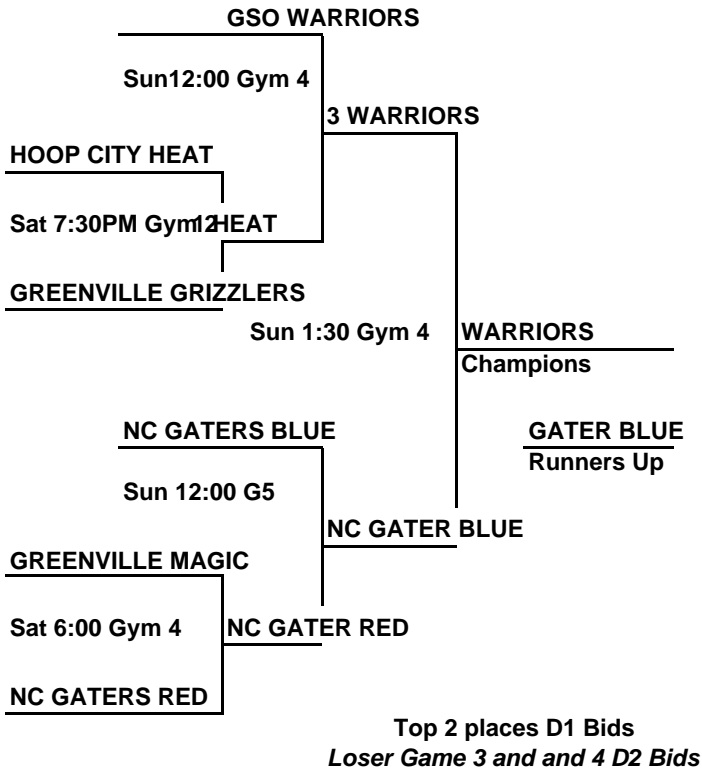 GSO WARRIORS
Sun12:00 Gym 4
3 WARRIORS
HOOP CITY HEAT
Sat 7:30PM Gym12HEAT
GREENVILLE GRIZZLERS
Sun 1:30 Gym 4
WARRIORS
Champions
NC GATERS BLUE
GATER BLUE
Runners Up
Sun 12:00 G5
NC GATER BLUE
GREENVILLE MAGIC
Sat 6:00 Gym 4
NC GATER RED
NC GATERS RED
Top 2 places D1 Bids
Loser Game 3 and and 4 D2 Bids